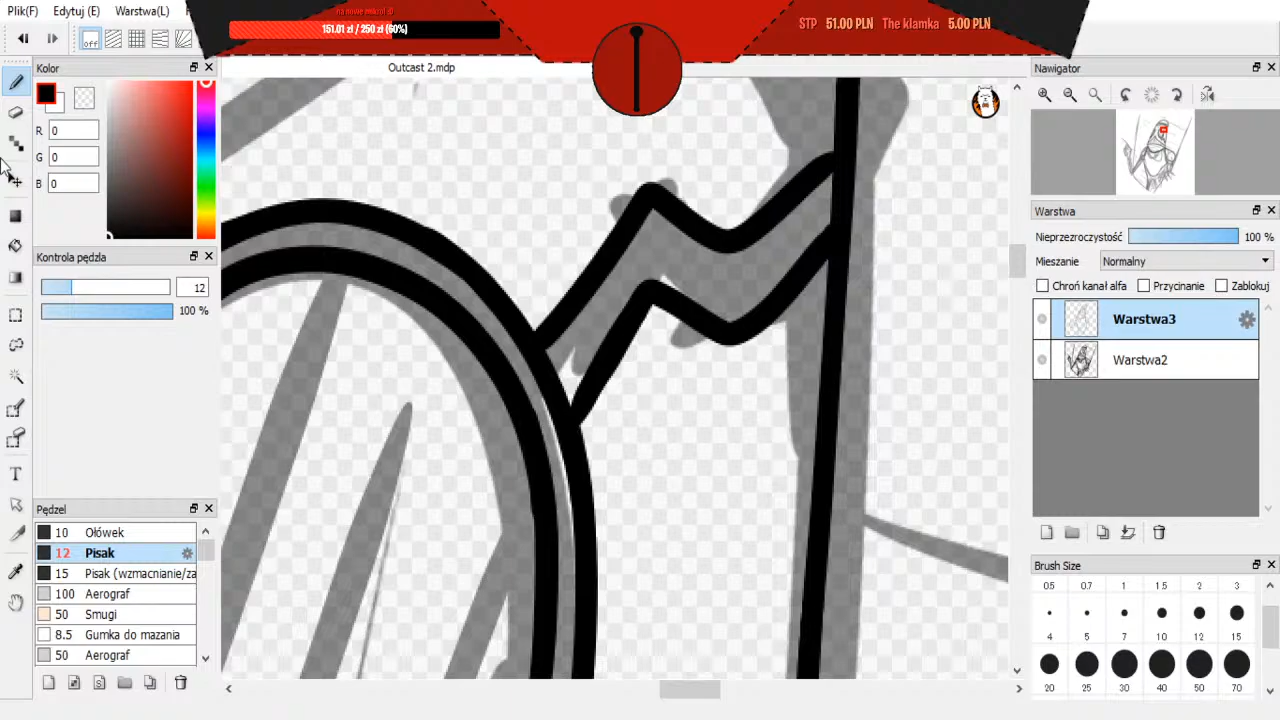 Plik(F) Edytuj (E) Warstwa(L)
na nowe mikro! :0
151.01 zł / 250 zł (60%)
STP 51.00 PLN The klamka 5.00 PLN
off
Kolor
Outcast 2.mdp
Nawigator
R 0
G 0
B 0
Warstwa
Nieprzezroczystość 100 %
Mieszanie Normalny
Chroń kanał alfa Przycinanie Zablokuj
Kontrola pędzla
12
100 %
Warstwa3
Warstwa2
Pędzel
10 Ołówek
12 Pisak
15 Pisak (wzmacnianie/za
100 Aerograf
50 Smugi
8.5 Gumka do mazania
50 Aerograf
T
Brush Size
0.5 0.7 1 1.5 2 3
4 5 7 10 12 15
20 25 30 40 50 70